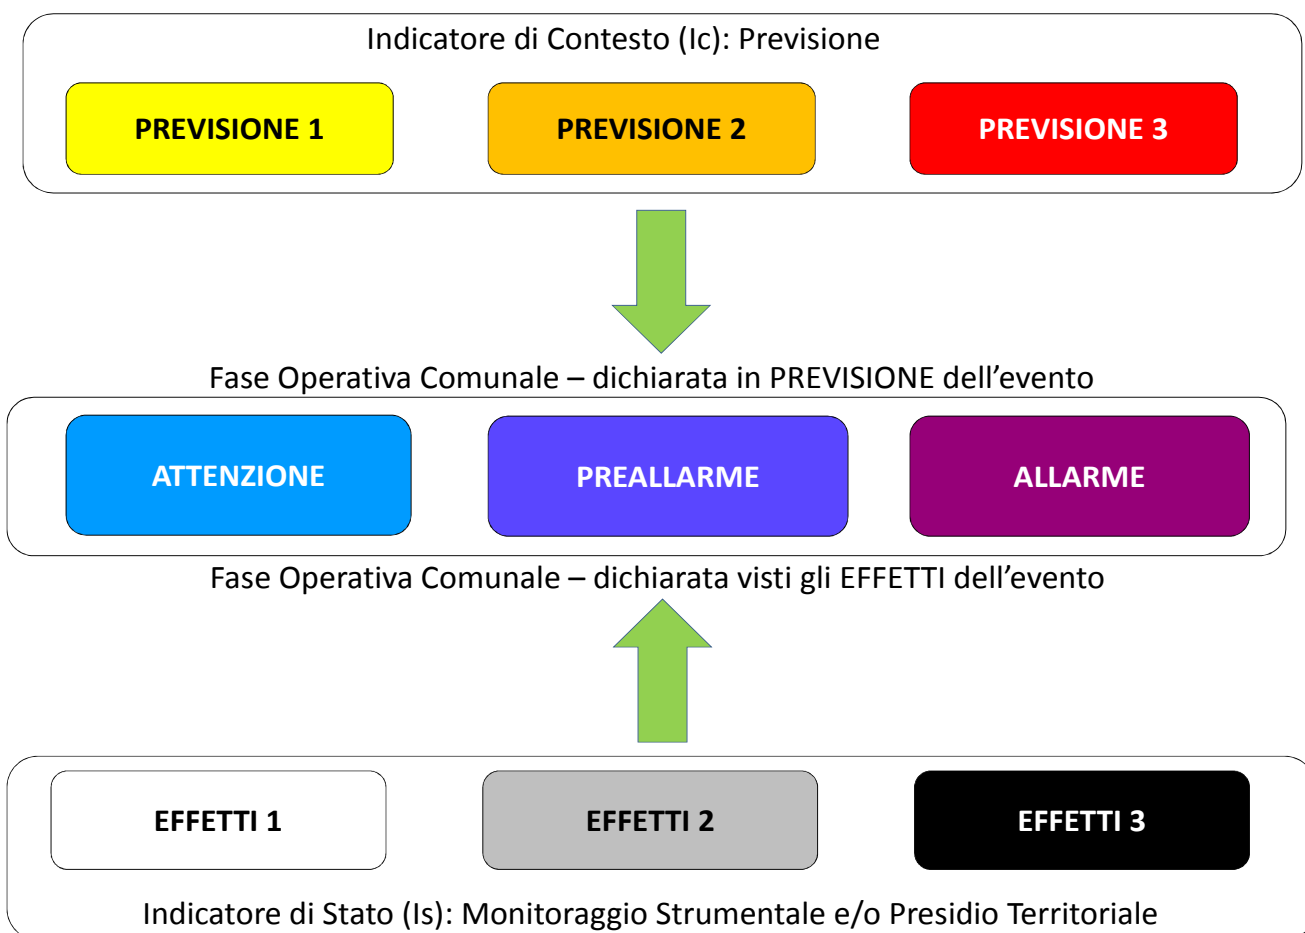 Indicatore di Contesto (Ic): Previsione
PREVISIONE 1
PREVISIONE 2
PREVISIONE 3
Fase Operativa Comunale – dichiarata in PREVISIONE dell’evento
ATTENZIONE
PREALLARME
ALLARME
Fase Operativa Comunale – dichiarata visti gli EFFETTI dell’evento
EFFETTI 1
EFFETTI 2
EFFETTI 3
Indicatore di Stato (Is): Monitoraggio Strumentale e/o Presidio Territoriale